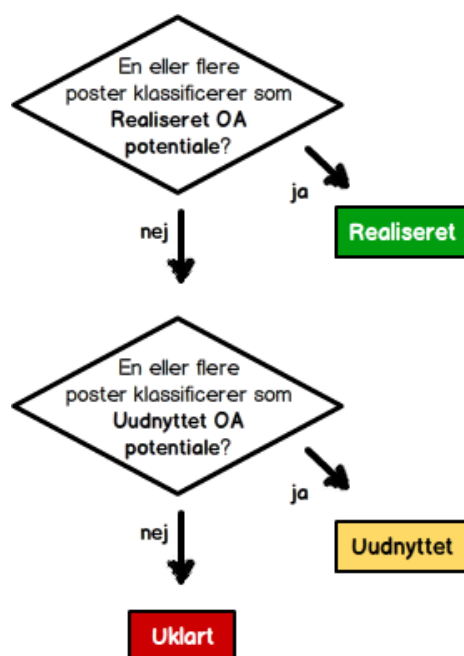 En eller flere
poster klassificerer som
Realiseret OA
potentiale?
ja
Realiseret
nej
En eller flere
poster klassificerer som
Uudnyttet OA
potentiale?
ja
Uudnyttet
nej
Uklart